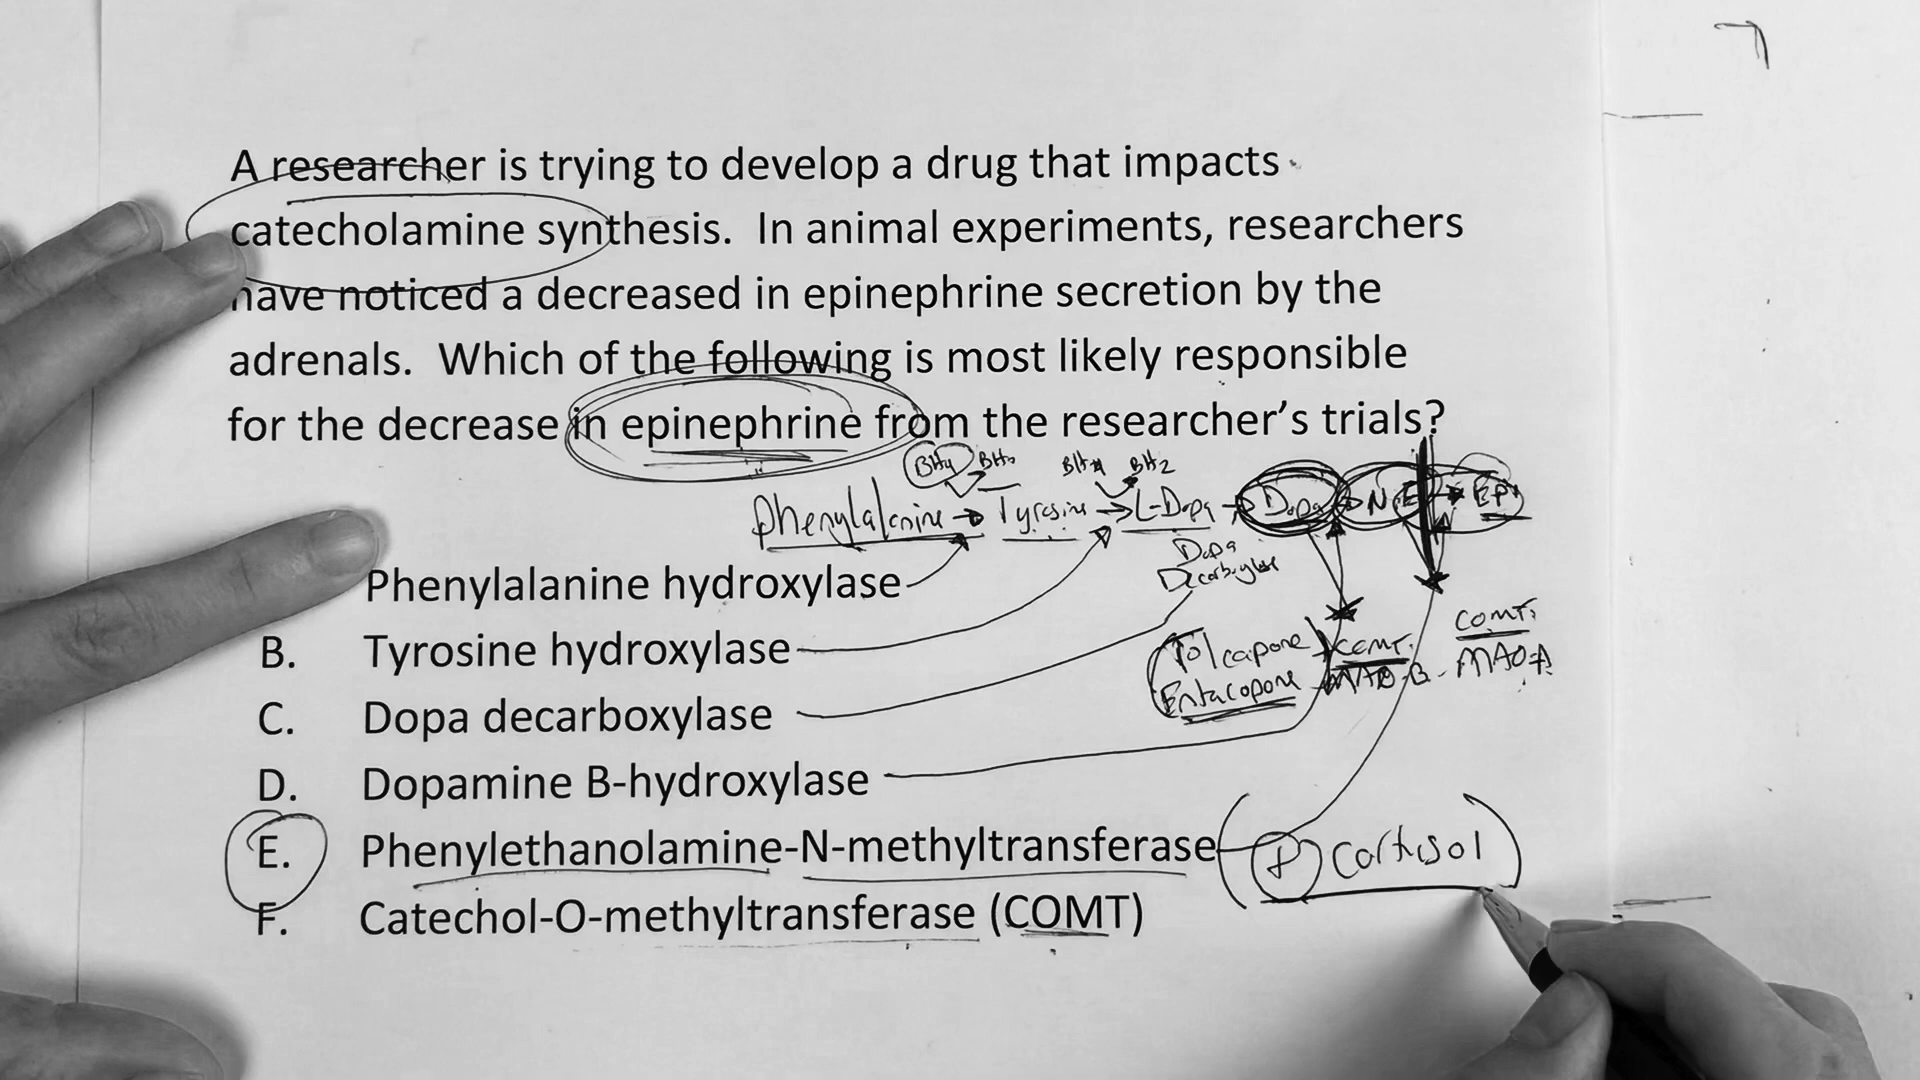 A researcher is trying to develop a drug that impacts
catecholamine synthesis. In animal experiments, researchers
have noticed a decreased in epinephrine secretion by the
adrenals. Which of the following is most likely responsible
for the decrease in epinephrine from the researcher's trials?
BH4 BH2 BH4 BH2
Phenylalanine → Tyrosine → L-Dopa → Dopa → NE → EPI
Dopa
Decarboxylase
Phenylalanine hydroxylase
B. Tyrosine hydroxylase
Tolcapone COMT. COMT.
Entacopone MAO-B MAO-A
C. Dopa decarboxylase
D. Dopamine B-hydroxylase
E. Phenylethanolamine-N-methyltransferase (+ Cortisol)
F. Catechol-O-methyltransferase (COMT)